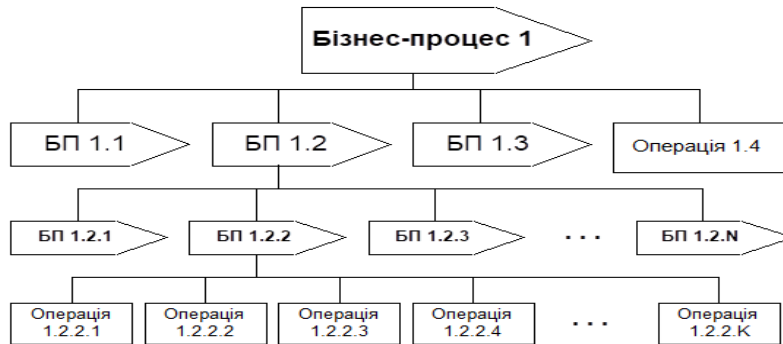 Бізнес-процес 1
БП 1.1
БП 1.2
БП 1.3
Операція 1.4
БП 1.2.1
БП 1.2.2
БП 1.2.3
...
БП 1.2.N
Операція
1.2.2.1
Операція
1.2.2.2
Операція
1.2.2.3
Операція
1.2.2.4
...
Операція
1.2.2.K